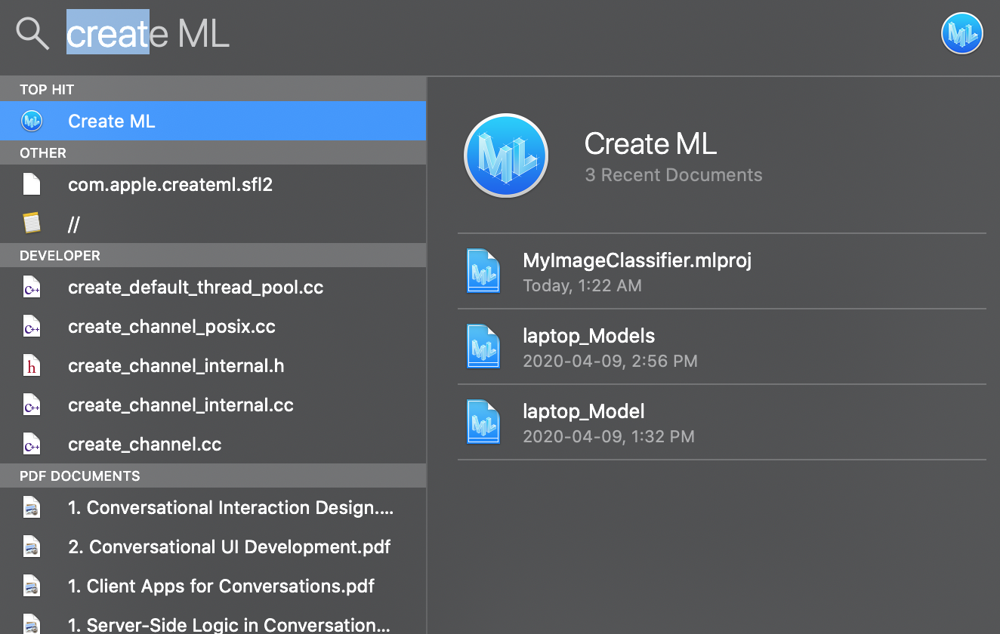 create ML
TOP HIT
Create ML
OTHER
com.apple.createml.sfl2
//
DEVELOPER
create_default_thread_pool.cc
create_channel_posix.cc
create_channel_internal.h
create_channel_internal.cc
create_channel.cc
PDF DOCUMENTS
1. Conversational Interaction Design....
2. Conversational UI Development.pdf
1. Client Apps for Conversations.pdf
1. Server-Side Logic in Conversation...
Create ML
3 Recent Documents
MyImageClassifier.mlproj
Today, 1:22 AM
laptop_Models
2020-04-09, 2:56 PM
laptop_Model
2020-04-09, 1:32 PM